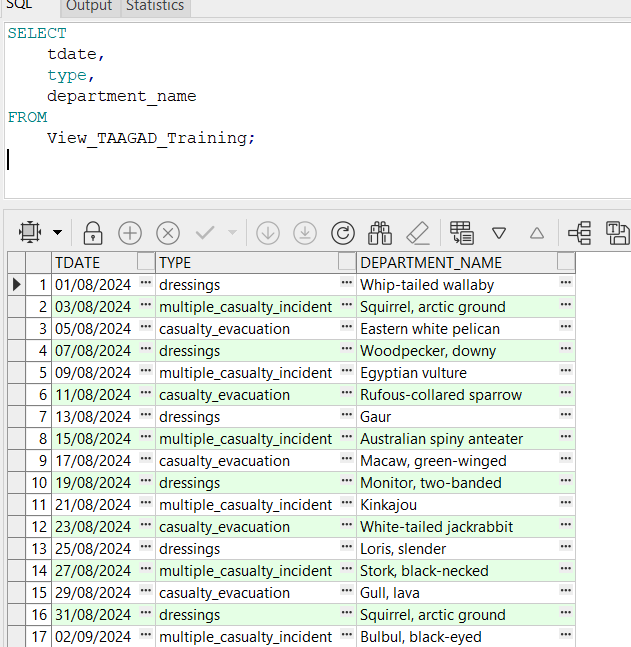 SQL Output Statistics
SELECT
tdate,
type,
department_name
FROM
View_TAAGAD_Training;
TDATE TYPE DEPARTMENT_NAME
1 01/08/2024 dressings Whip-tailed wallaby
2 03/08/2024 multiple_casualty_incident Squirrel, arctic ground
3 05/08/2024 casualty_evacuation Eastern white pelican
4 07/08/2024 dressings Woodpecker, downy
5 09/08/2024 multiple_casualty_incident Egyptian vulture
6 11/08/2024 casualty_evacuation Rufous-collared sparrow
7 13/08/2024 dressings Gaur
8 15/08/2024 multiple_casualty_incident Australian spiny anteater
9 17/08/2024 casualty_evacuation Macaw, green-winged
10 19/08/2024 dressings Monitor, two-banded
11 21/08/2024 multiple_casualty_incident Kinkajou
12 23/08/2024 casualty_evacuation White-tailed jackrabbit
13 25/08/2024 dressings Loris, slender
14 27/08/2024 multiple_casualty_incident Stork, black-necked
15 29/08/2024 casualty_evacuation Gull, lava
16 31/08/2024 dressings Squirrel, arctic ground
17 02/09/2024 multiple_casualty_incident Bulbul, black-eyed